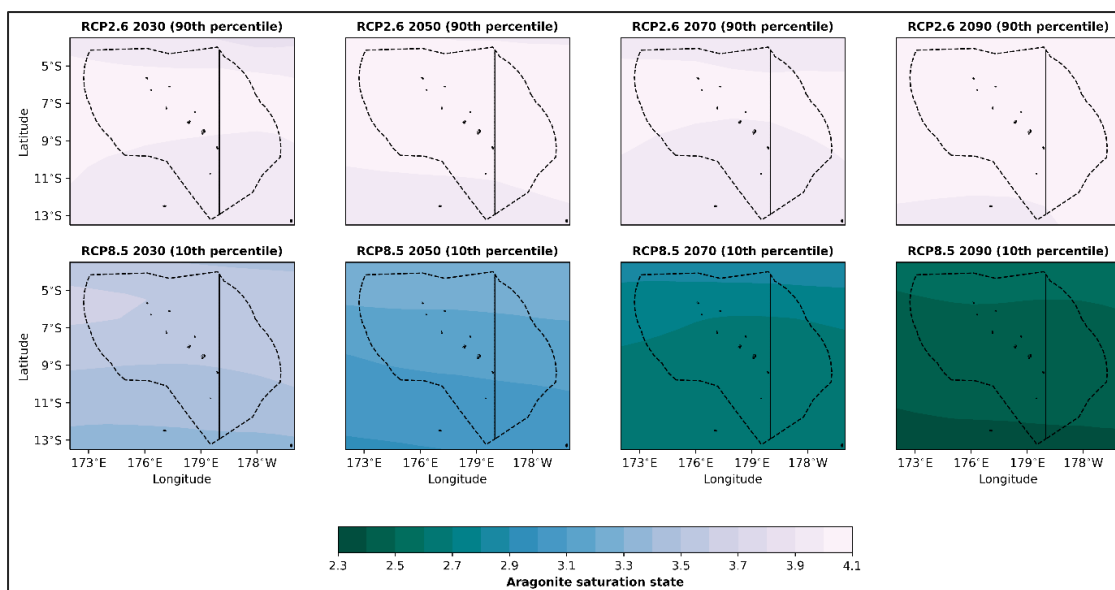 RCP2.6 2030 (90th percentile)
RCP2.6 2050 (90th percentile)
RCP2.6 2070 (90th percentile)
RCP2.6 2090 (90th percentile)
5°S
7°S
9°S
11°S
13°S
Latitude
RCP8.5 2030 (10th percentile)
RCP8.5 2050 (10th percentile)
RCP8.5 2070 (10th percentile)
RCP8.5 2090 (10th percentile)
5°S
7°S
9°S
11°S
13°S
Latitude
173°E 176°E 179°E 178°W
173°E 176°E 179°E 178°W
173°E 176°E 179°E 178°W
173°E 176°E 179°E 178°W
Longitude
Longitude
Longitude
Longitude
2.3 2.5 2.7 2.9 3.1 3.3 3.5 3.7 3.9 4.1
Aragonite saturation state